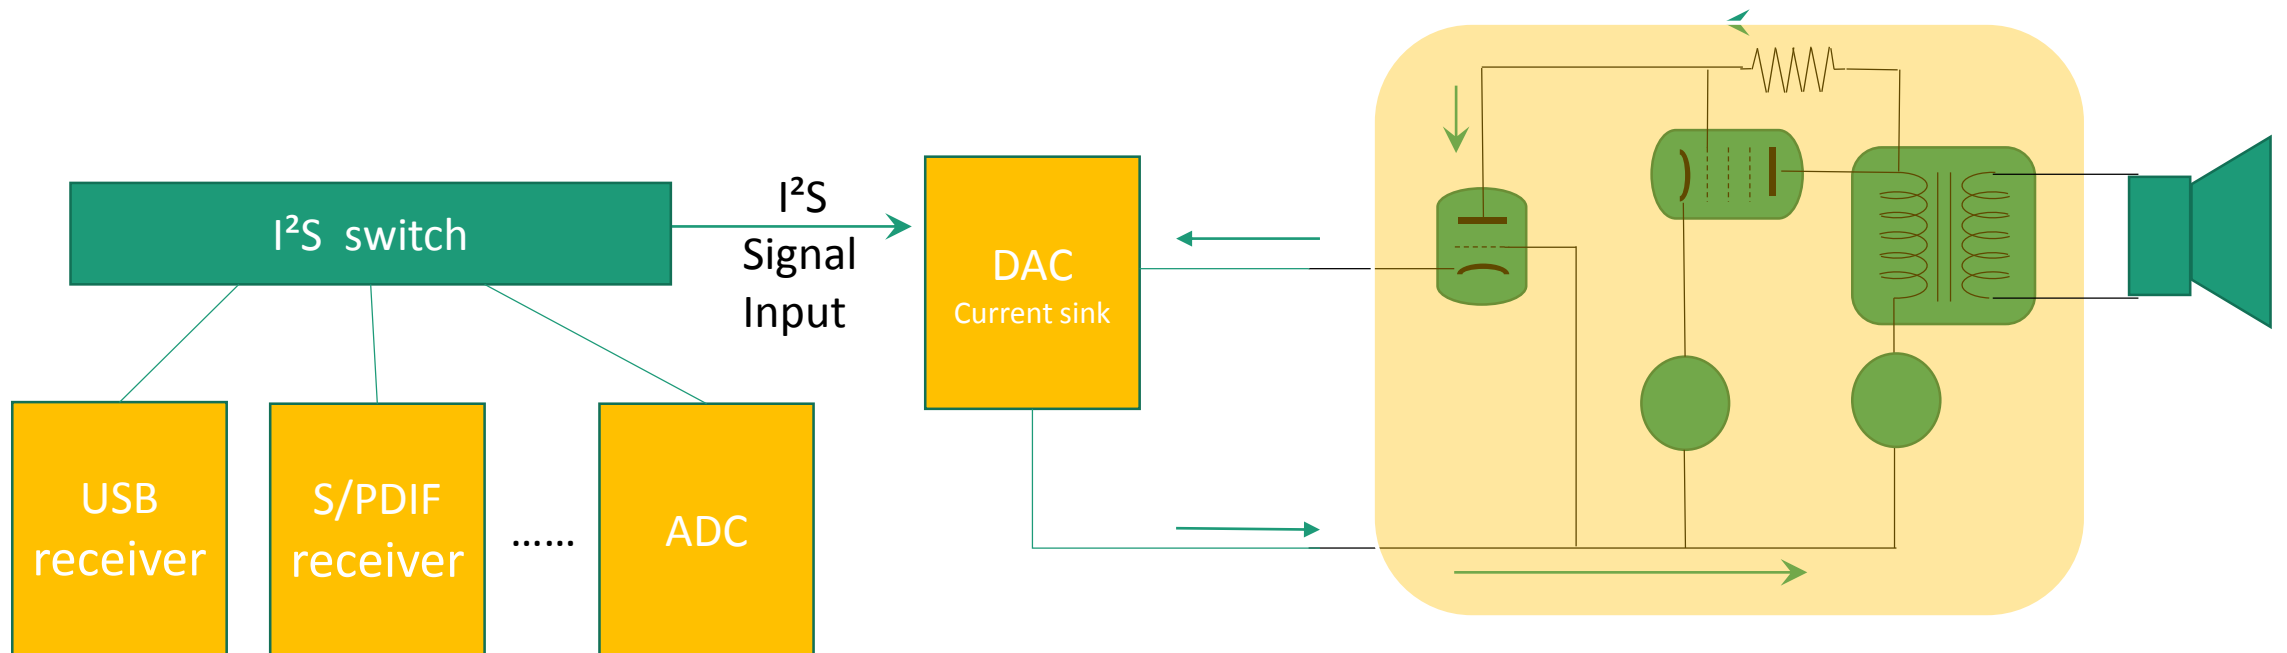 I²S switch
I²S
Signal
Input
DAC
Current sink
USB
receiver
S/PDIF
receiver
……
ADC